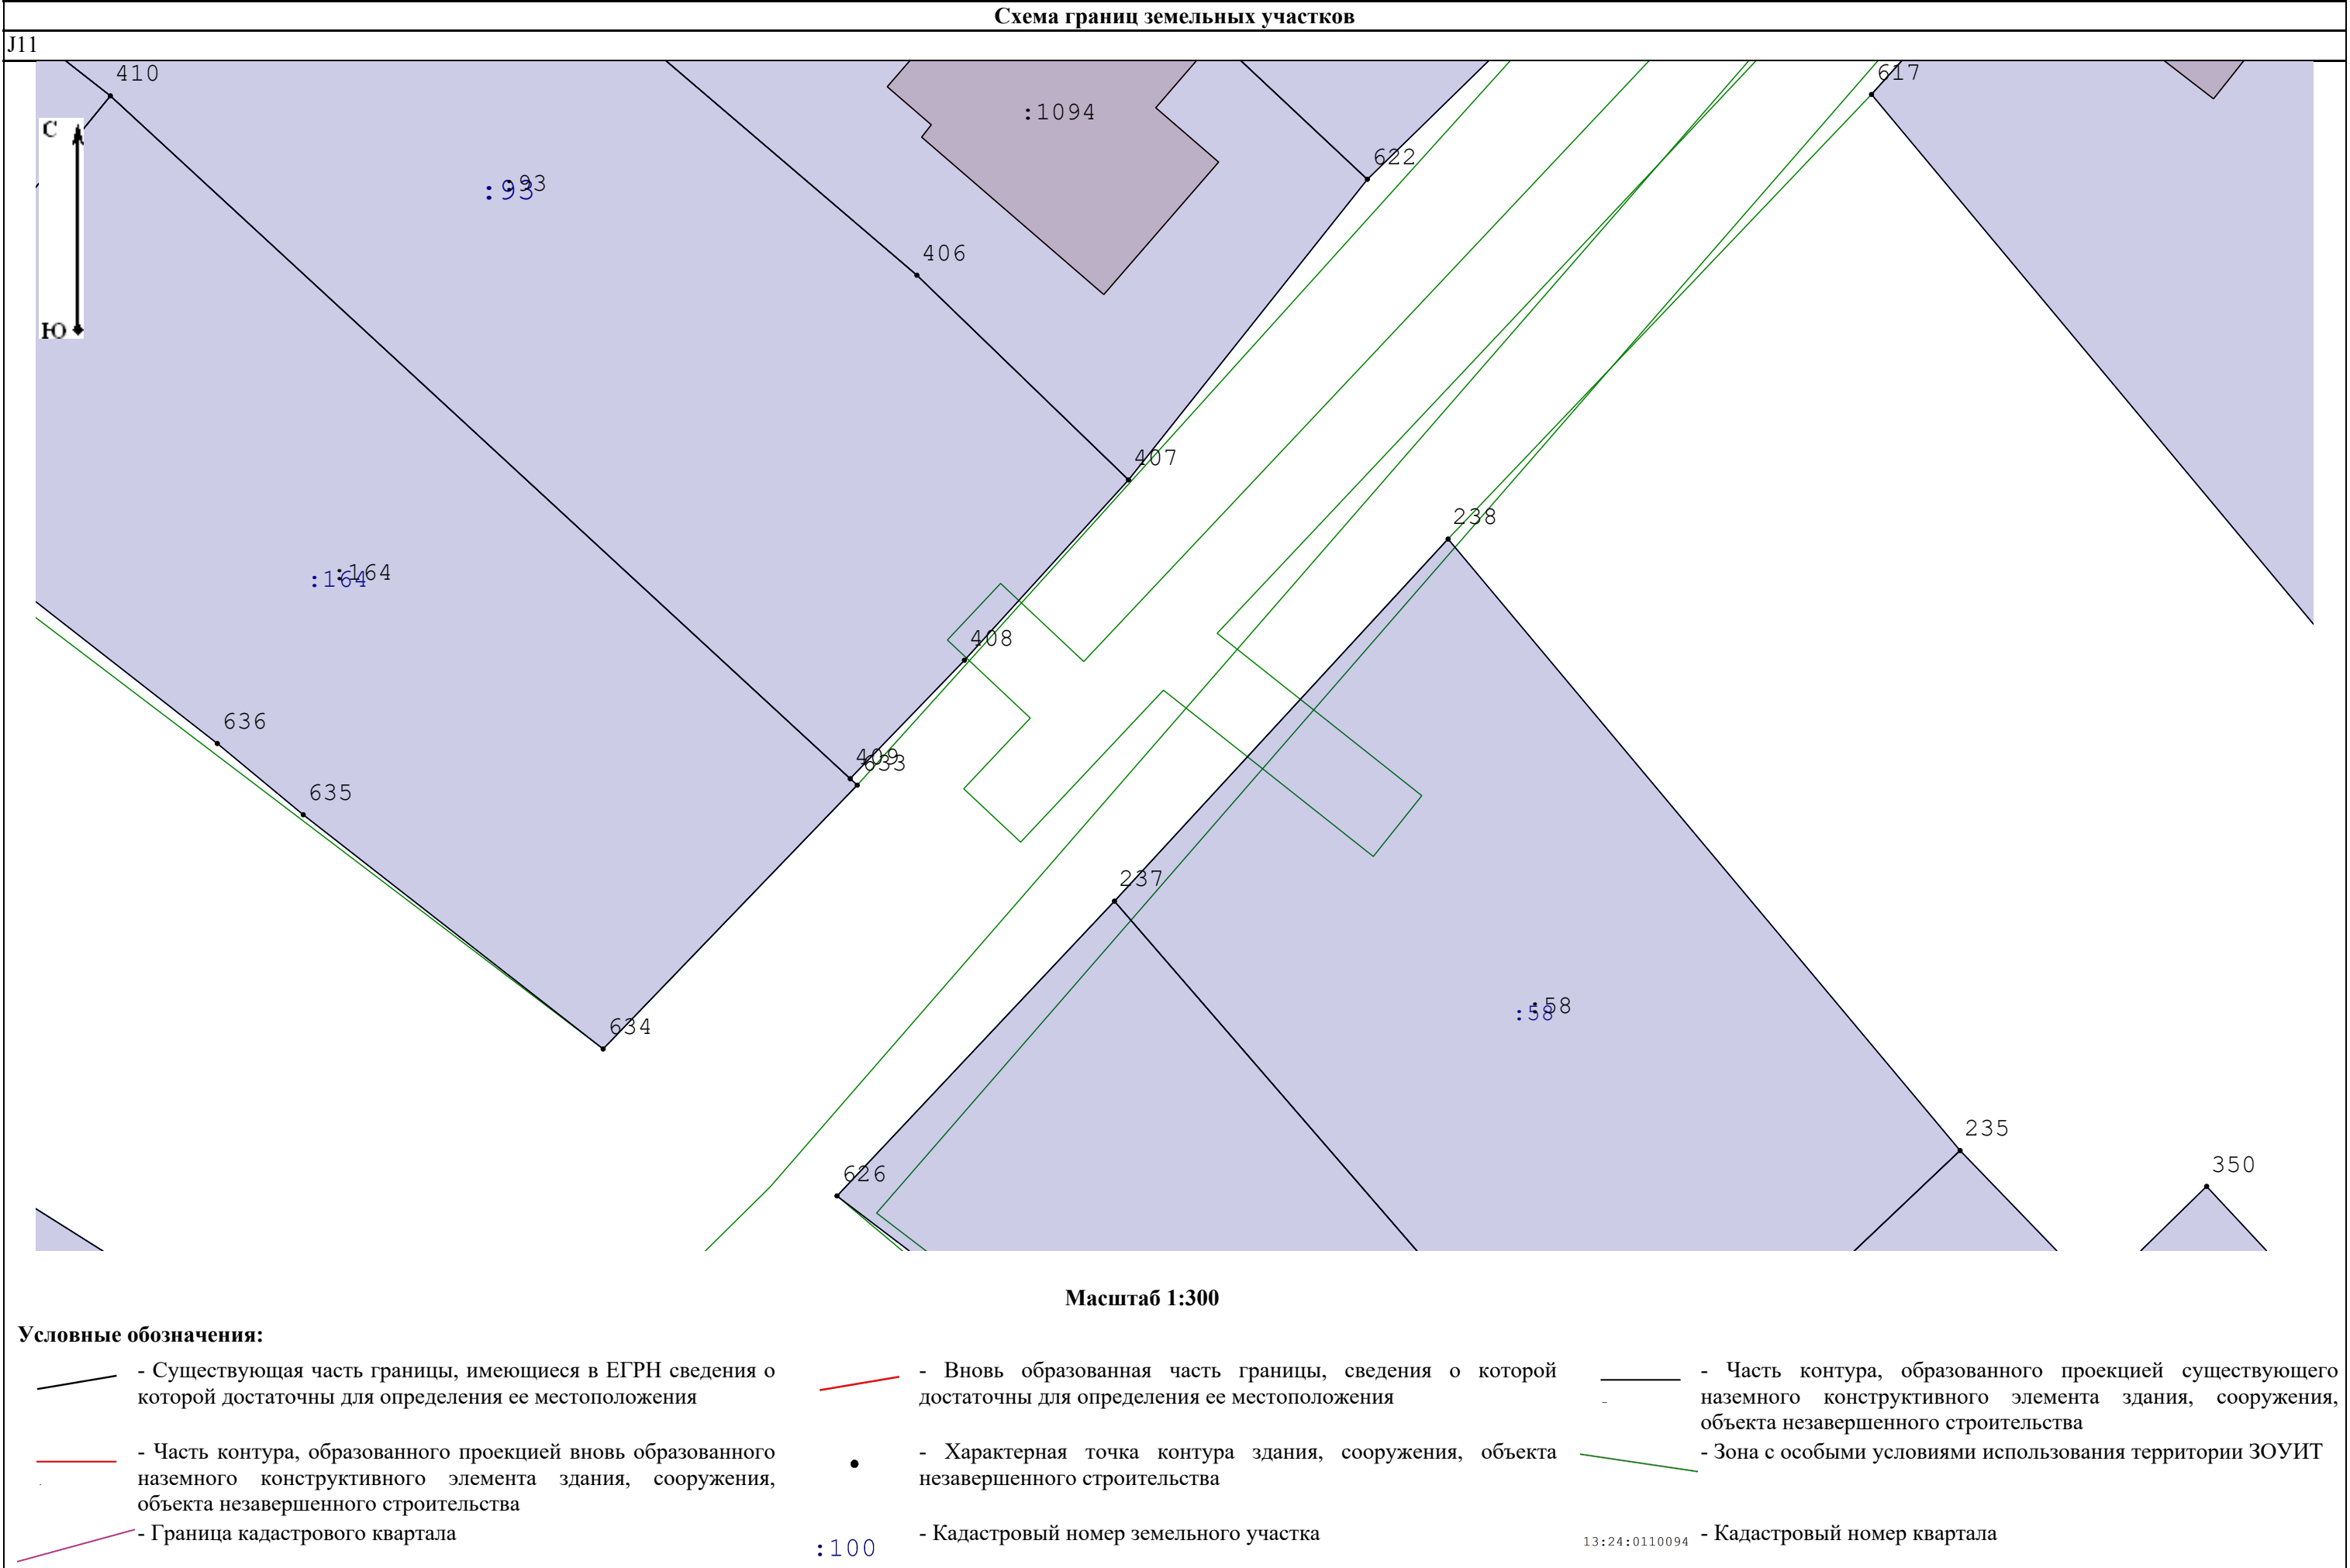 Схема границ земельных участков
J11
410
617
:1094
С
622
:93
:93
406
Ю
407
238
:164
:164
408
636
409
633
635
237
:58
:58
634
235
350
626
Масштаб 1:300
Условные обозначения:
- Существующая часть границы, имеющиеся в ЕГРН сведения о
которой достаточны для определения ее местоположения
- Вновь образованная часть границы, сведения о которой
достаточны для определения ее местоположения
- Часть контура, образованного проекцией существующего
наземного конструктивного элемента здания, сооружения,
объекта незавершенного строительства
- Часть контура, образованного проекцией вновь образованного
наземного конструктивного элемента здания, сооружения,
объекта незавершенного строительства
- Характерная точка контура здания, сооружения, объекта
незавершенного строительства
- Зона с особыми условиями использования территории ЗОУИТ
- Граница кадастрового квартала
:100
- Кадастровый номер земельного участка
13:24:0110094
- Кадастровый номер квартала